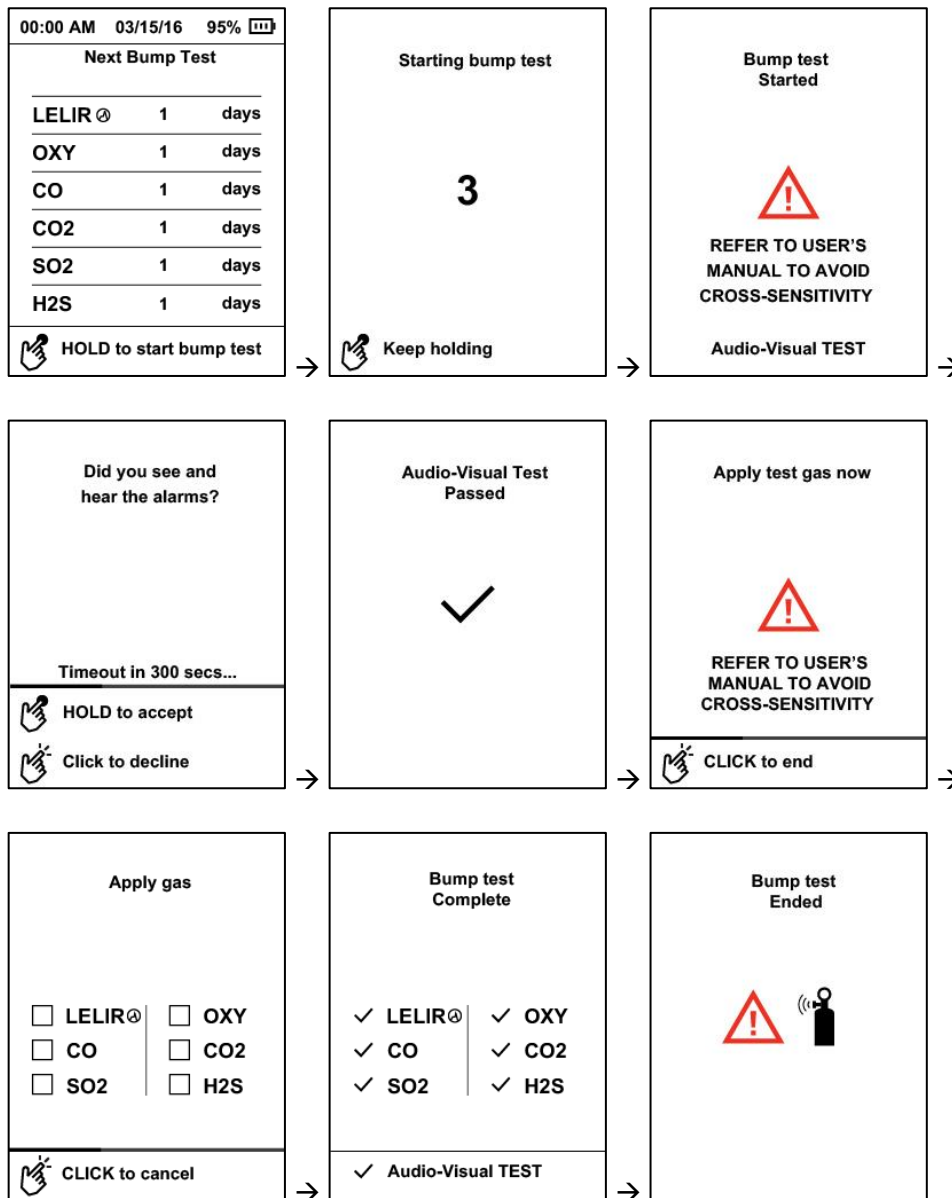 00:00 AM 03/15/16 95%
Next Bump Test
LELIR 1 days
OXY 1 days
CO 1 days
CO2 1 days
SO2 1 days
H2S 1 days
HOLD to start bump test
→
Starting bump test
3
Keep holding
→
Bump test
Started
!
REFER TO USER'S
MANUAL TO AVOID
CROSS-SENSITIVITY
Audio-Visual TEST
→
Did you see and
hear the alarms?
Timeout in 300 secs...
HOLD to accept
Click to decline
→
Audio-Visual Test
Passed
→
Apply test gas now
!
REFER TO USER'S
MANUAL TO AVOID
CROSS-SENSITIVITY
CLICK to end
→
Apply gas
☐ LELIR ☐ OXY
☐ CO ☐ CO2
☐ SO2 ☐ H2S
CLICK to cancel
→
Bump test
Complete
✓ LELIR ✓ OXY
✓ CO ✓ CO2
✓ SO2 ✓ H2S
✓ Audio-Visual TEST
→
Bump test
Ended
!